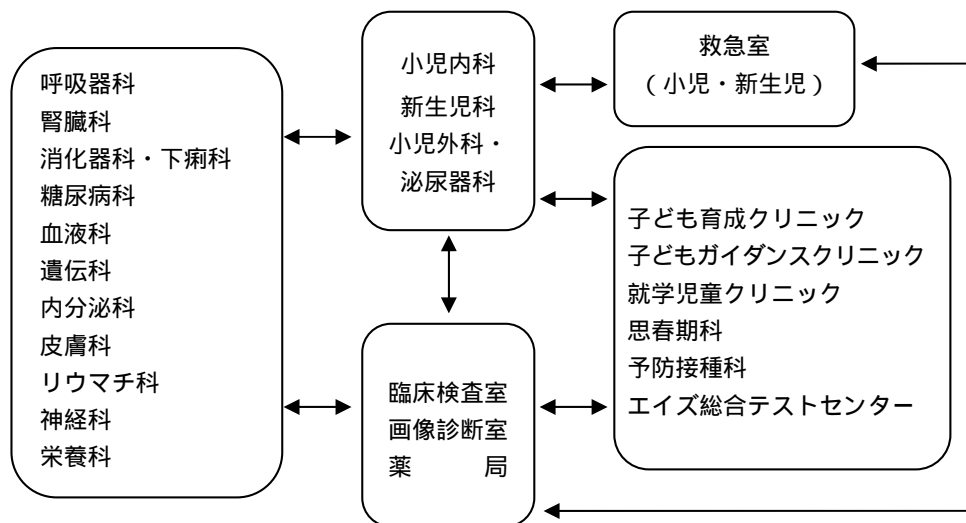 呼吸器科
腎臓科
消化器科・下痢科
糖尿病科
血液科
遺伝科
内分泌科
皮膚科
リウマチ科
神経科
栄養科
小児内科
新生児科
小児外科・
泌尿器科
救急室
(小児・新生児)
子ども育成クリニック
子どもガイダンスクリニック
就学児童クリニック
思春期科
予防接種科
エイズ総合テストセンター
臨床検査室
画像診断室
薬　　局